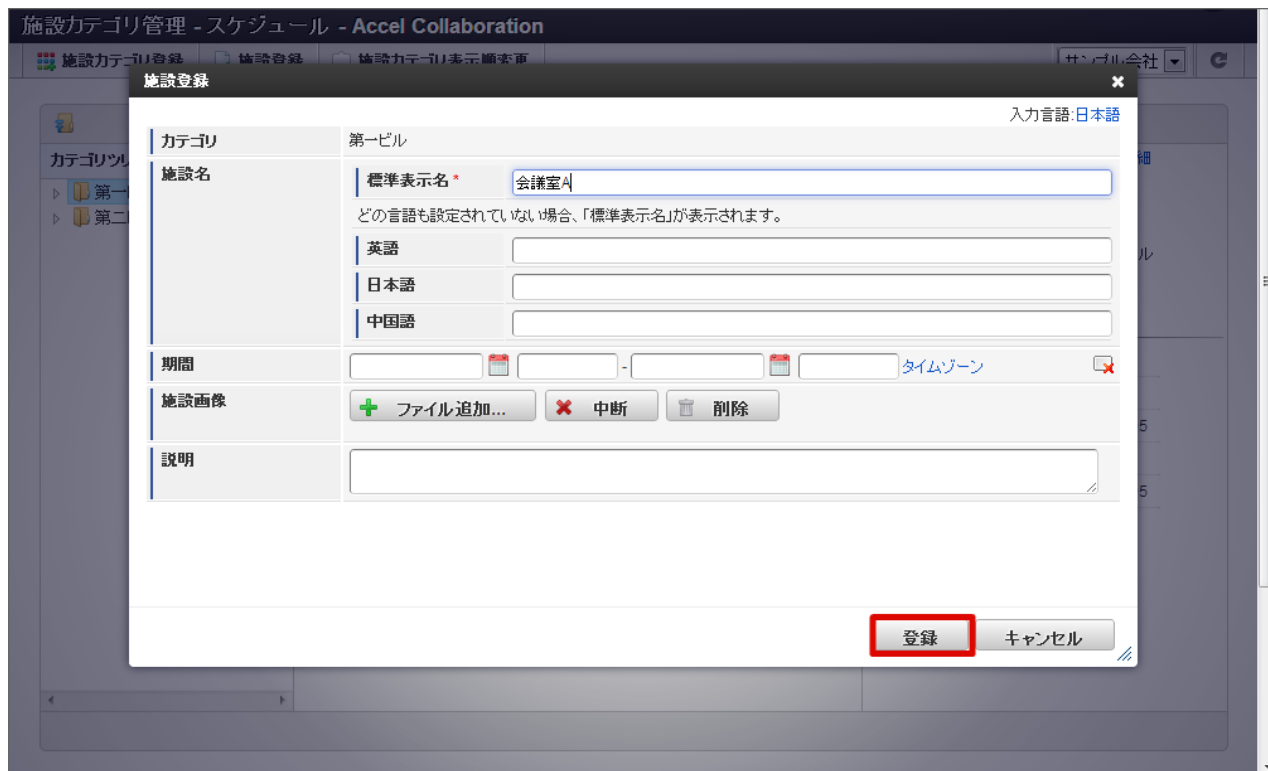 施設カテゴリ管理 - スケジュール - Accel Collaboration
施設カテゴリ登録 施設登録 施設カテゴリ表示順変更 サンプル会社
施設登録
入力言語:日本語
カテゴリ 第一ビル
施設名 標準表示名* 会議室A
どの言語も設定されていない場合、「標準表示名」が表示されます。
英語
日本語
中国語
期間 - タイムゾーン
施設画像 ファイル追加... 中断 削除
説明
登録 キャンセル
カテゴリツリ
第一
第二
細
ル
5
5